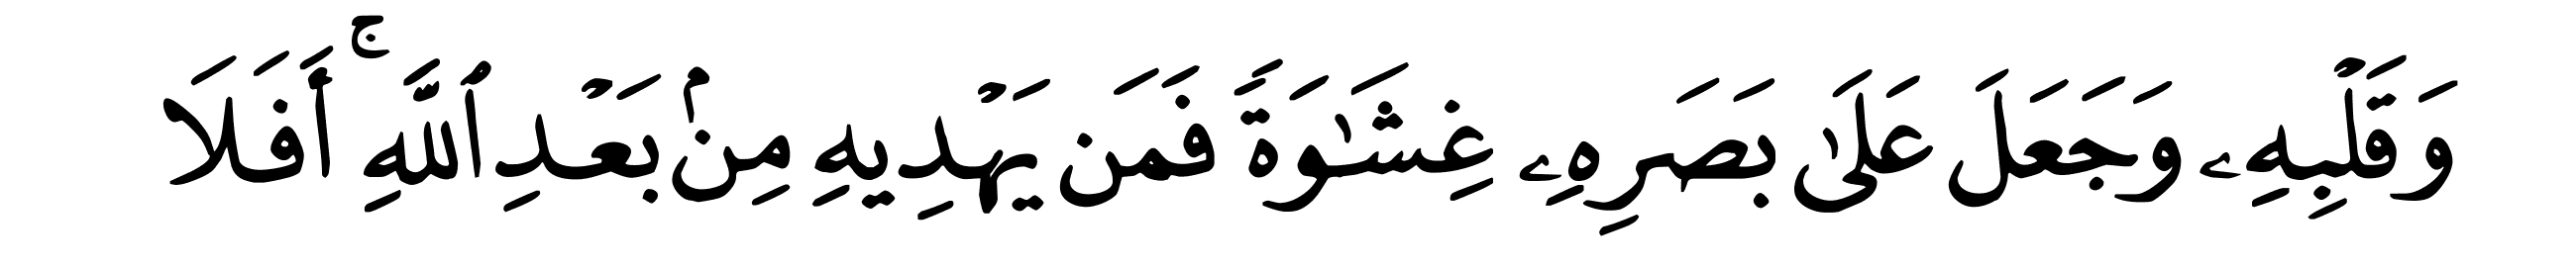 وَقَلْبِهِۦ وَجَعَلَ عَلَىٰ بَصَرِهِۦ غِشَـٰوَةً فَمَن يَهْدِيهِ مِنۢ بَعْدِ ٱللَّهِ ۚ أَفَلَا